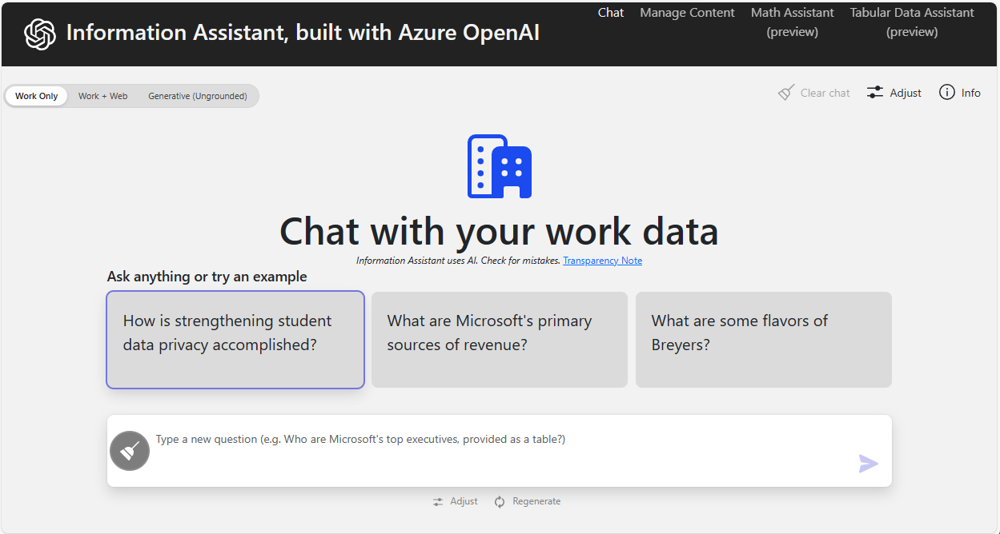 Information Assistant, built with Azure OpenAI
Chat
Manage Content
Math Assistant
(preview)
Tabular Data Assistant
(preview)
Work Only
Work + Web
Generative (Ungrounded)
Clear chat
Adjust
Info
Chat with your work data
Information Assistant uses AI. Check for mistakes. Transparency Note
Ask anything or try an example
How is strengthening student
data privacy accomplished?
What are Microsoft's primary
sources of revenue?
What are some flavors of
Breyers?
Type a new question (e.g. Who are Microsoft's top executives, provided as a table?)
Adjust
Regenerate